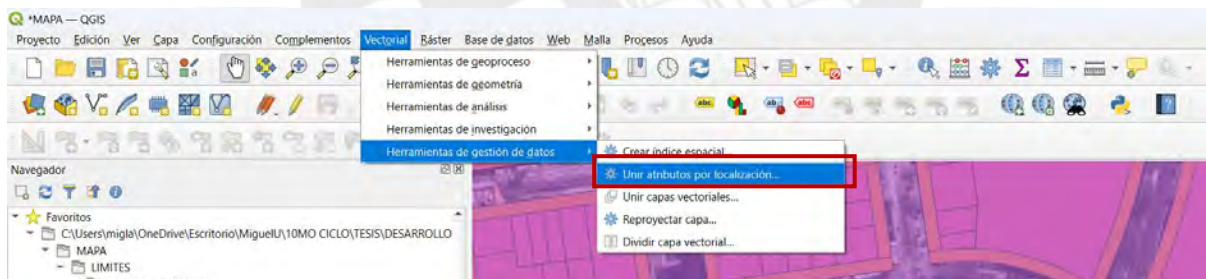 *MAPA — QGIS
Proyecto Edición Ver Capa Configuración Complementos Vectorial Ráster Base de datos Web Malla Procesos Ayuda
Herramientas de geoproceso
Herramientas de geometría
Herramientas de análisis
abc abc abc
Herramientas de investigación
Herramientas de gestión de datos
Crear índice espacial...
Navegador
Unir atributos por localización...
Unir capas vectoriales...
Favoritos
Reproyectar capa...
C:\Users\migla\OneDrive\Escritorio\MiguelU\10MO CICLO\TESIS\DESARROLLO
Dividir capa vectorial...
MAPA
LIMITES